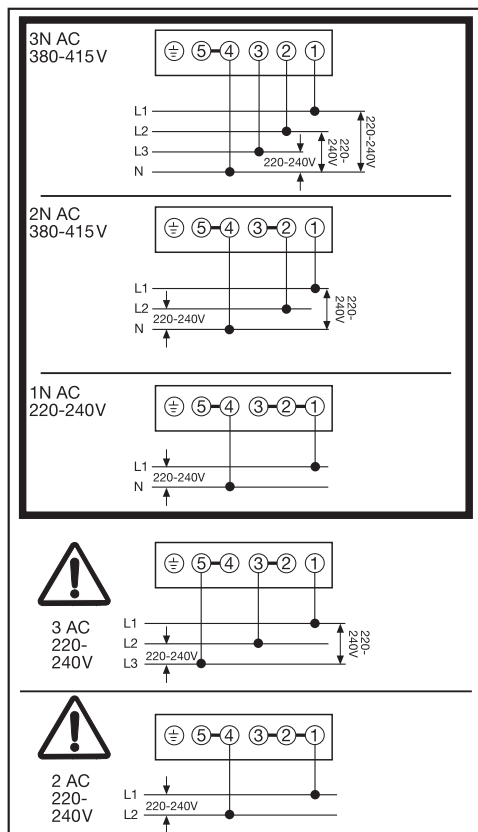 3N AC
380-415V
⏚ 5 4 3 2 1
L1
L2
L3
N
220-240V
220-
240V
220-240V
2N AC
380-415V
⏚ 5 4 3 2 1
L1
L2
N
220-240V
220-
240V
1N AC
220-240V
⏚ 5 4 3 2 1
L1
N
220-240V
3 AC
220-
240V
⏚ 5 4 3 2 1
L1
L2
L3
220-240V
220-
240V
2 AC
220-
240V
⏚ 5 4 3 2 1
L1
L2
220-240V